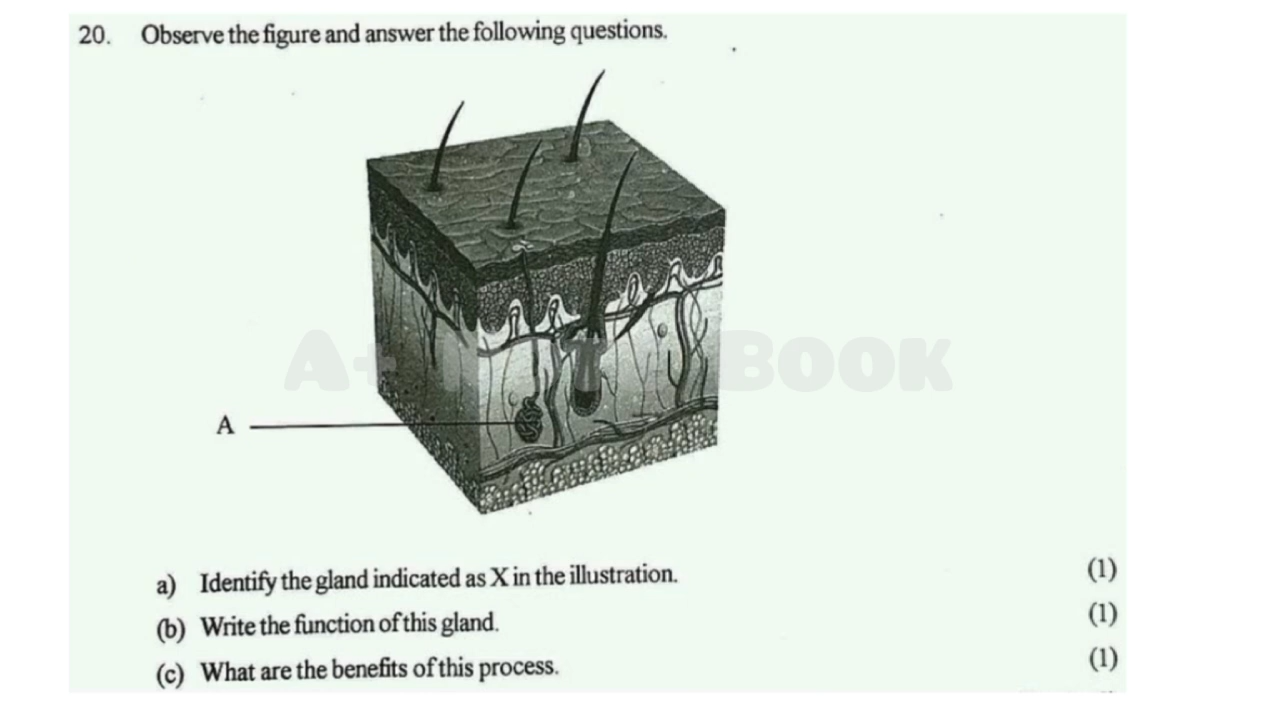 20. Observe the figure and answer the following questions.
A+ BOOK
A
a) Identify the gland indicated as X in the illustration. (1)
(b) Write the function of this gland. (1)
(c) What are the benefits of this process. (1)